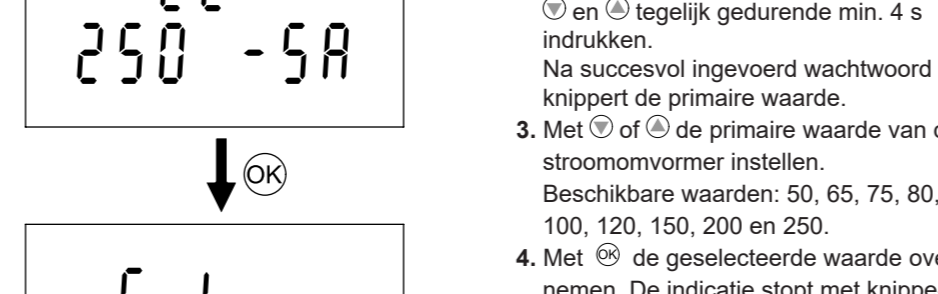 250 -5A
OK
▽ en △ tegelijk gedurende min. 4 s
indrukken.
Na succesvol ingevoerd wachtwoord
knippert de primaire waarde.
3. Met ▽ of △ de primaire waarde van
stroomomvormer instellen.
Beschikbare waarden: 50, 65, 75, 80,
100, 120, 150, 200 en 250.
4. Met OK de geselecteerde waarde
nemen. De indicatie stopt met